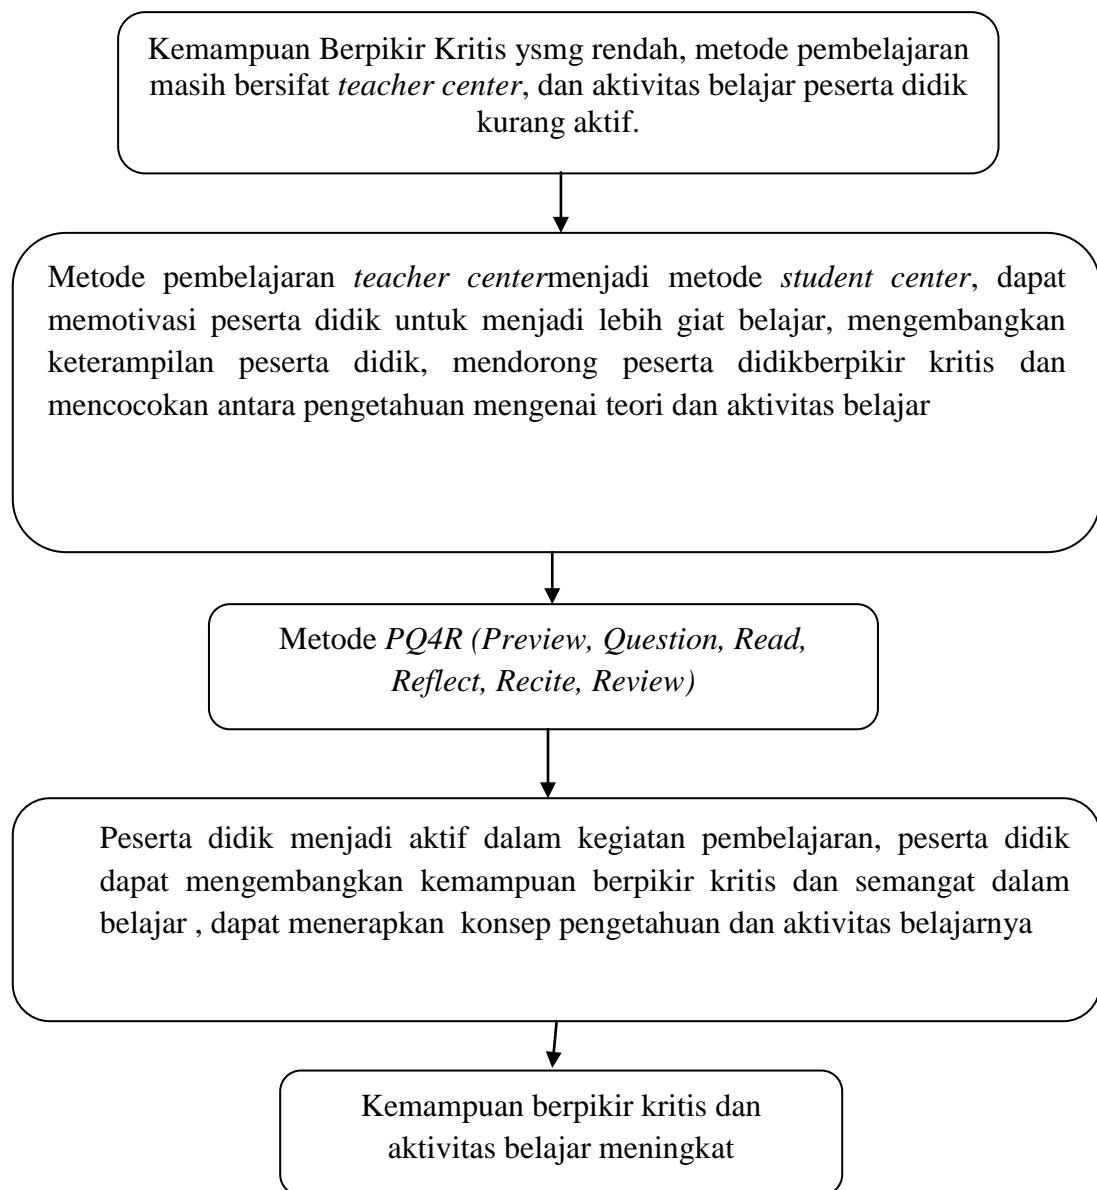 Kemampuan Berpikir Kritis ysmg rendah, metode pembelajaran
masih bersifat teacher center, dan aktivitas belajar peserta didik
kurang aktif.
Metode pembelajaran teacher centermenjadi metode student center, dapat
memotivasi peserta didik untuk menjadi lebih giat belajar, mengembangkan
keterampilan peserta didik, mendorong peserta didikberpikir kritis dan
mencocokan antara pengetahuan mengenai teori dan aktivitas belajar
Metode PQ4R (Preview, Question, Read,
Reflect, Recite, Review)
Peserta didik menjadi aktif dalam kegiatan pembelajaran, peserta didik
dapat mengembangkan kemampuan berpikir kritis dan semangat dalam
belajar , dapat menerapkan  konsep pengetahuan dan aktivitas belajarnya
Kemampuan berpikir kritis dan
aktivitas belajar meningkat